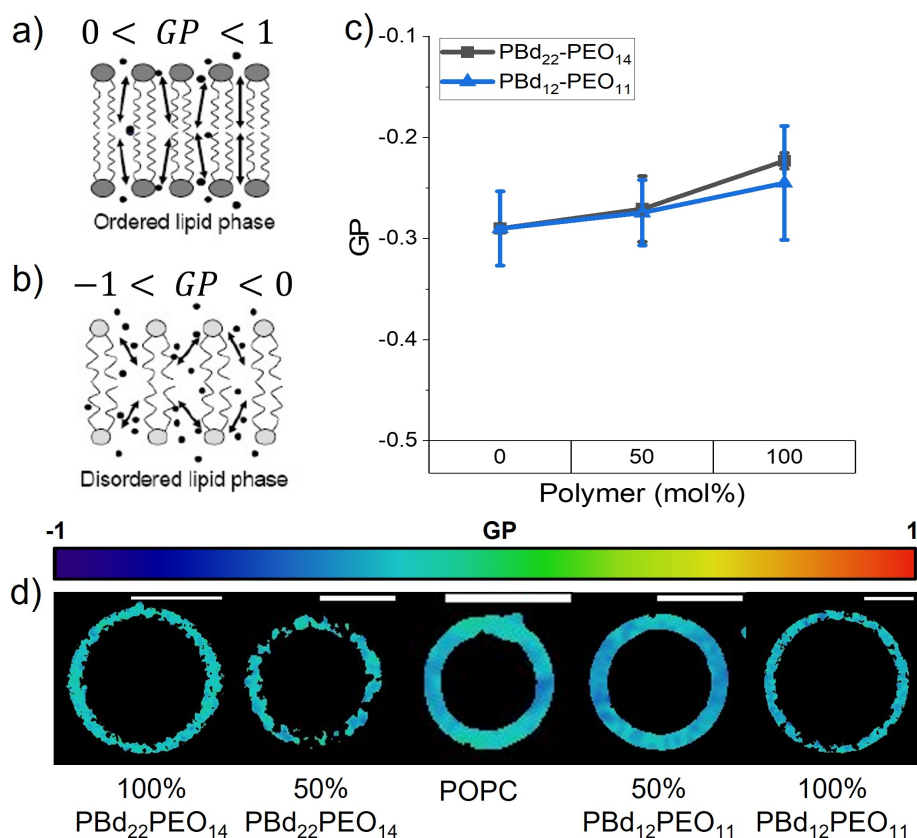 a)
0 < GP < 1
Ordered lipid phase
b)
−1 < GP < 0
Disordered lipid phase
c)
PBd₂₂-PEO₁₄
PBd₁₂-PEO₁₁
GP
-0.1
-0.2
-0.3
-0.4
-0.5
0 50 100
Polymer (mol%)
-1 GP 1
d)
100% PBd₂₂PEO₁₄
50% PBd₂₂PEO₁₄
POPC
50% PBd₁₂PEO₁₁
100% PBd₁₂PEO₁₁